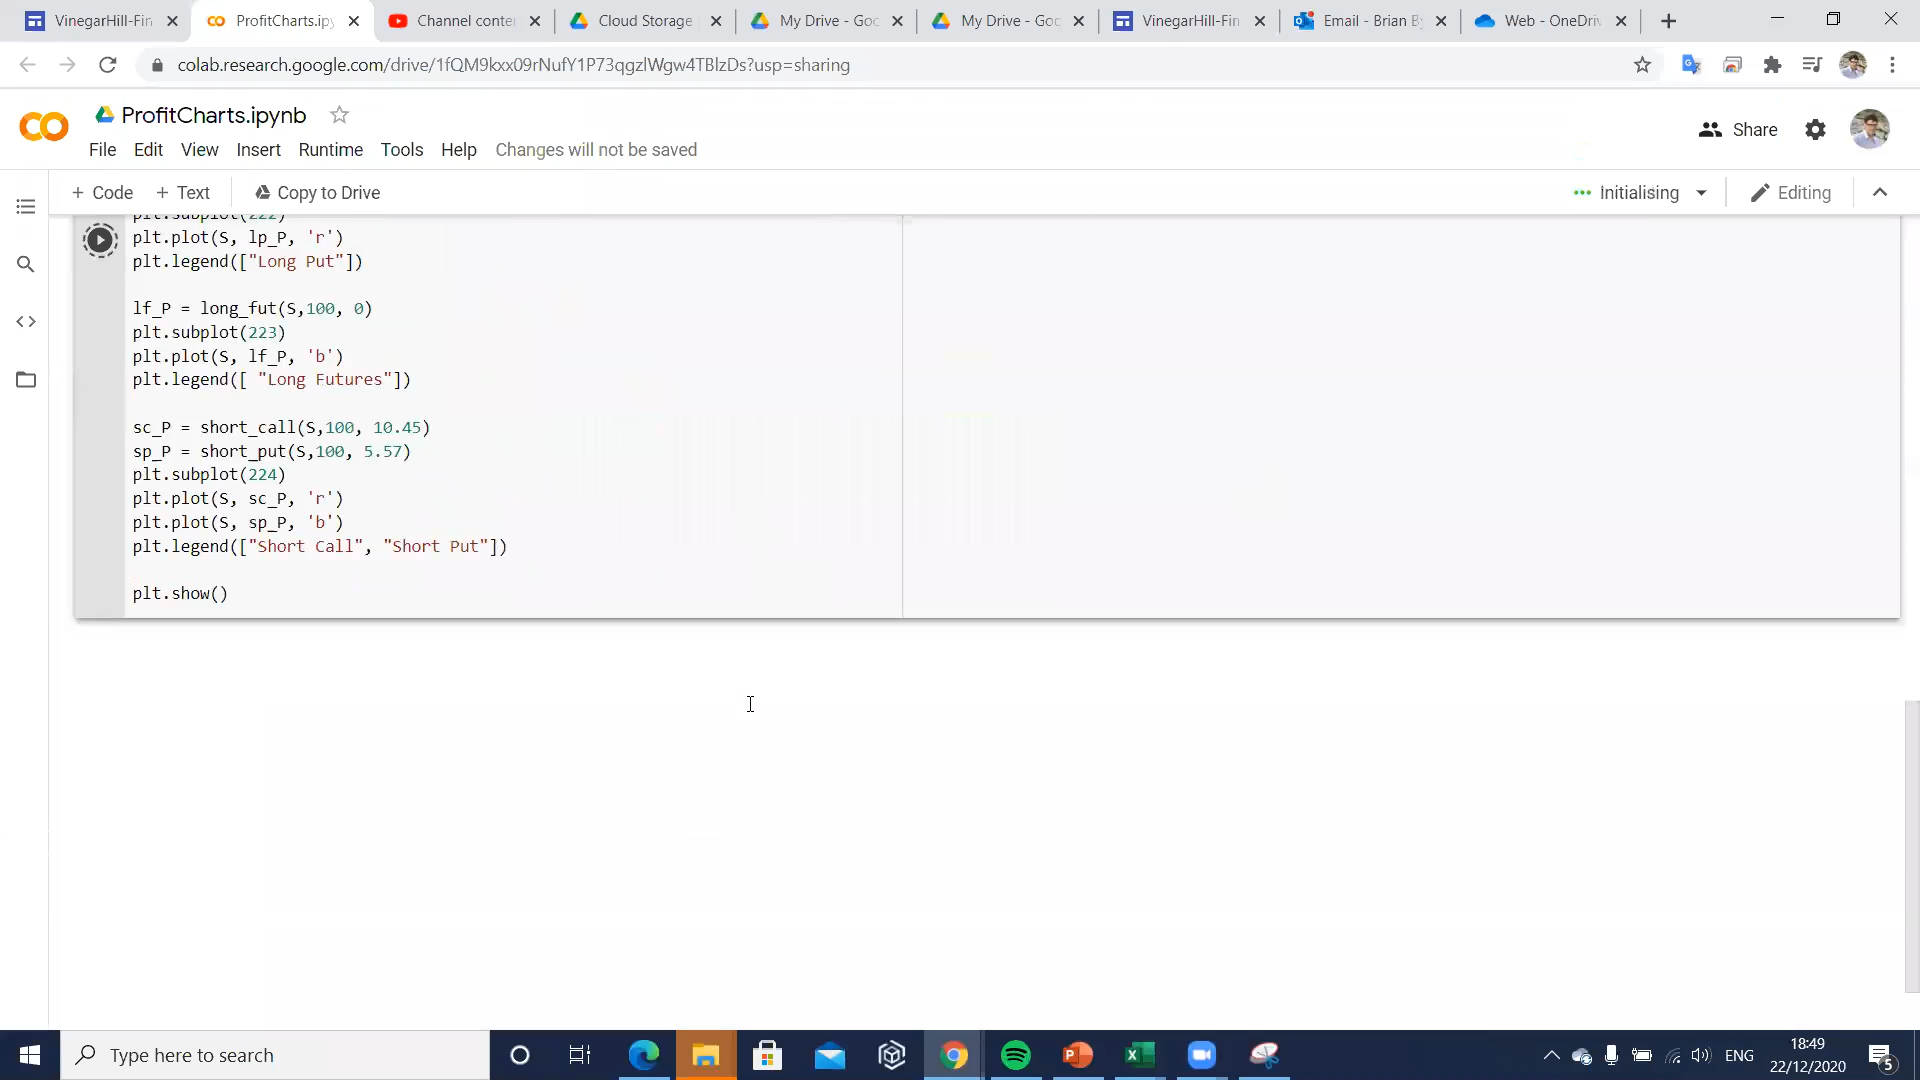 VinegarHill-Fin
ProfitCharts.ipy
Channel conten
Cloud Storage
My Drive - Goo
My Drive - Goo
VinegarHill-Fin
Email - Brian By
Web - OneDriv
colab.research.google.com/drive/1fQM9kxx09rNufY1P73qgzlWgw4TBlzDs?usp=sharing
ProfitCharts.ipynb
Share
File Edit View Insert Runtime Tools Help Changes will not be saved
+ Code + Text Copy to Drive
Initialising
Editing
plt.subplot(222)
plt.plot(S, lp_P, 'r')
plt.legend(["Long Put"])
lf_P = long_fut(S,100, 0)
plt.subplot(223)
plt.plot(S, lf_P, 'b')
plt.legend([ "Long Futures"])
sc_P = short_call(S,100, 10.45)
sp_P = short_put(S,100, 5.57)
plt.subplot(224)
plt.plot(S, sc_P, 'r')
plt.plot(S, sp_P, 'b')
plt.legend(["Short Call", "Short Put"])
plt.show()
Type here to search
ENG
18:49
22/12/2020
5